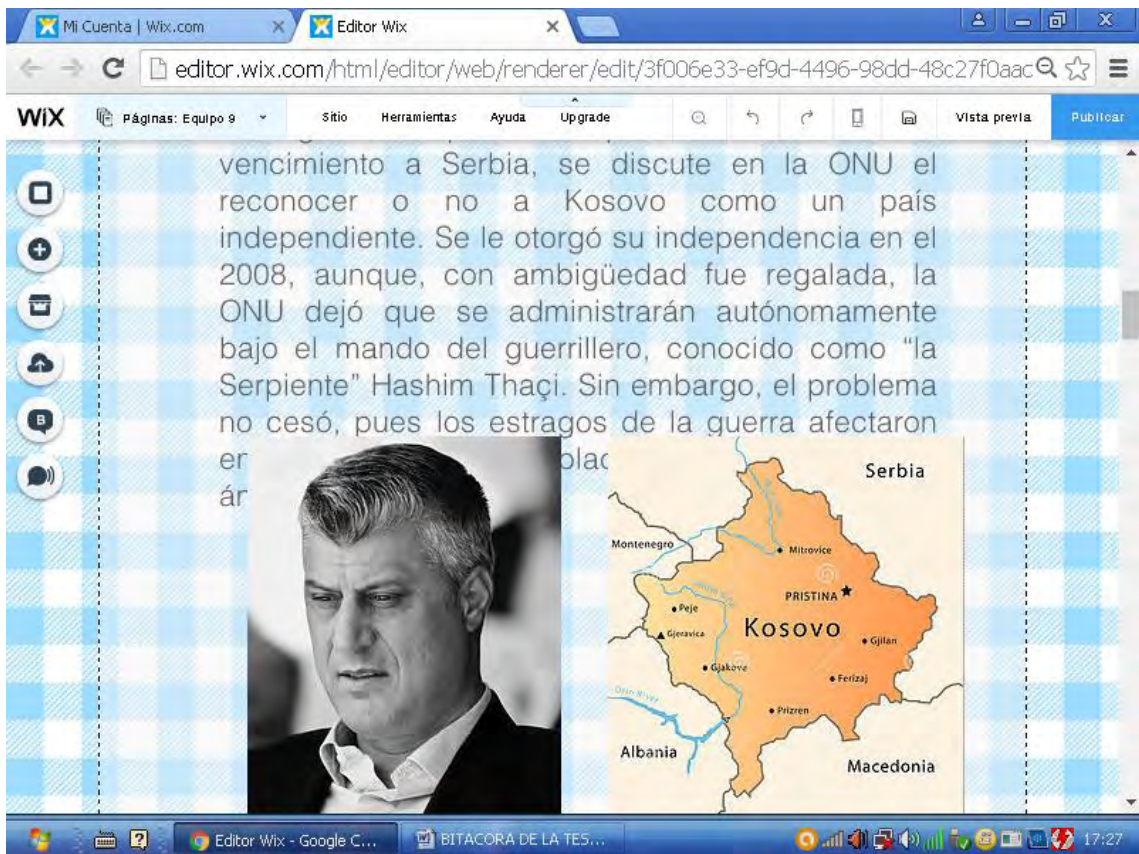 Mi Cuenta | Wix.com
Editor Wix
editor.wix.com/html/editor/web/renderer/edit/3f006e33-ef9d-4496-98dd-48c27f0aac
WiX
Páginas: Equipo 9
Sitio
Herramientas
Ayuda
Upgrade
Vista previa
Publicar
vencimiento a Serbia, se discute en la ONU el
reconocer o no a Kosovo como un país
independiente. Se le otorgó su independencia en el
2008, aunque, con ambigüedad fue regalada, la
ONU dejó que se administrarán autónomamente
bajo el mando del guerrillero, conocido como “la
Serpiente” Hashim Thaçi. Sin embargo, el problema
no cesó, pues los estragos de la guerra afectaron
Serbia
Montenegro
Mitrovice
PRISTINA
Peje
Kosovo
Gjeravica
Gjilan
Gjakove
Ferizaj
Drin River
Prizren
Albania
Macedonia
Editor Wix - Google C...
BITACORA DE LA TES...
17:27